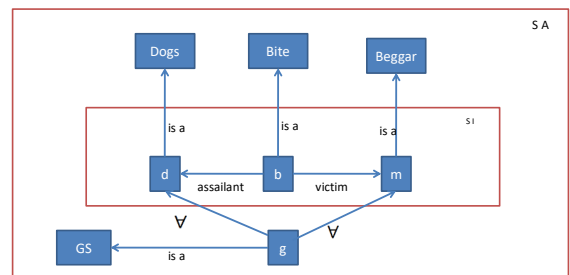 S A
Dogs
Bite
Beggar
S I
is a
is a
is a
d
b
m
assailant
victim
∀
∀
GS
g
is a